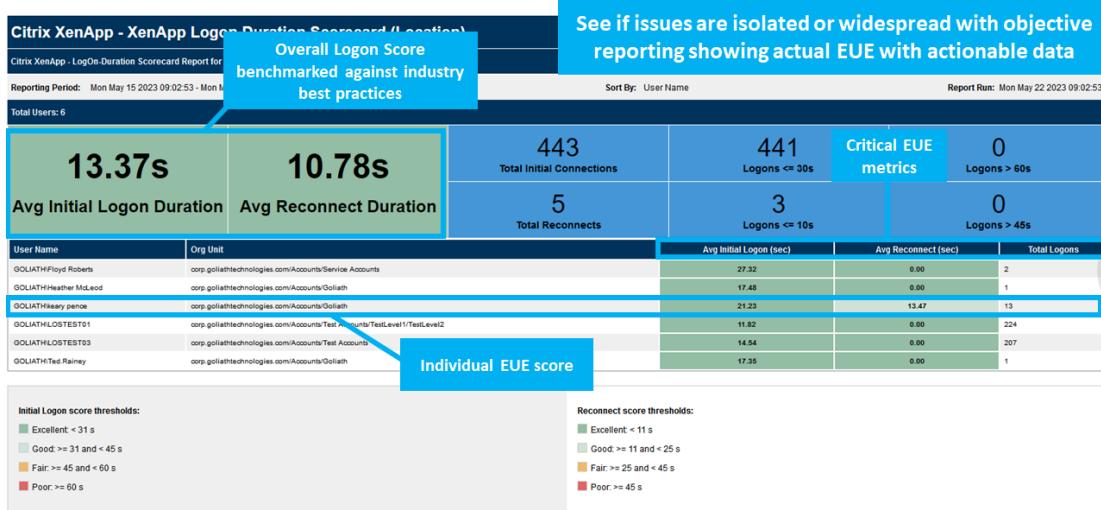 Citrix XenApp - XenApp Logon Duration Scorecard (Location)
See if issues are isolated or widespread with objective
reporting showing actual EUE with actionable data
Overall Logon Score
benchmarked against industry
best practices
Citrix XenApp - LogOn-Duration Scorecard Report for
Reporting Period: Mon May 15 2023 09:02:53 - Mon
Sort By: User Name
Report Run: Mon May 22 2023 09:02:53
Total Users: 6
13.37s
Avg Initial Logon Duration
10.78s
Avg Reconnect Duration
443
Total Initial Connections
441
Logons <= 30s
Critical EUE
metrics
0
Logons > 60s
5
Total Reconnects
3
Logons <= 10s
0
Logons > 45s
User Name Org Unit Avg Initial Logon (sec) Avg Reconnect (sec) Total Logons
GOLIATH\Floyd Roberts corp.goliathtechnologies.com/Accounts/Service Accounts 27.32 0.00 2
GOLIATH\Heather McLeod corp.goliathtechnologies.com/Accounts/Goliath 17.48 0.00 1
GOLIATH\keary pence corp.goliathtechnologies.com/Accounts/Goliath 21.23 13.47 13
GOLIATH\LOSTEST01 corp.goliathtechnologies.com/Accounts/Test Accounts/TestLevel1/TestLevel2 11.82 0.00 224
GOLIATH\LOSTEST03 corp.goliathtechnologies.com/Accounts/Test Accounts 14.54 0.00 207
GOLIATH\Ted.Rainey corp.goliathtechnologies.com/Accounts/Goliath 17.35 0.00 1
Individual EUE score
Initial Logon score thresholds:
Excellent: < 31 s
Good: >= 31 and < 45 s
Fair: >= 45 and < 60 s
Poor: >= 60 s
Reconnect score thresholds:
Excellent: < 11 s
Good: >= 11 and < 25 s
Fair: >= 25 and < 45 s
Poor: >= 45 s